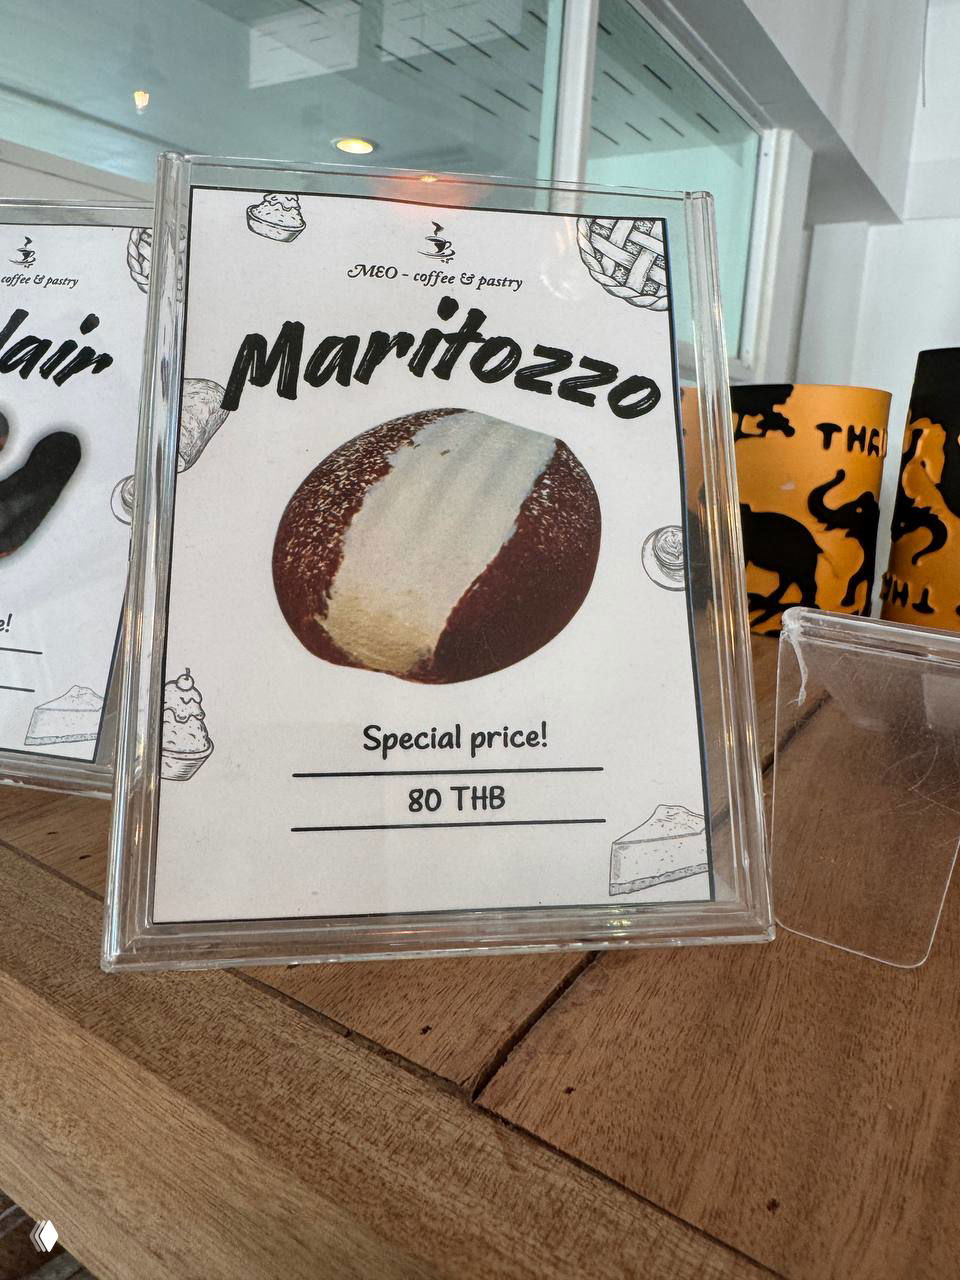 MEO - coffee & pastry
Maritozzo
Special price!
80 THB
coffee & pastry
lair
e!
THAI